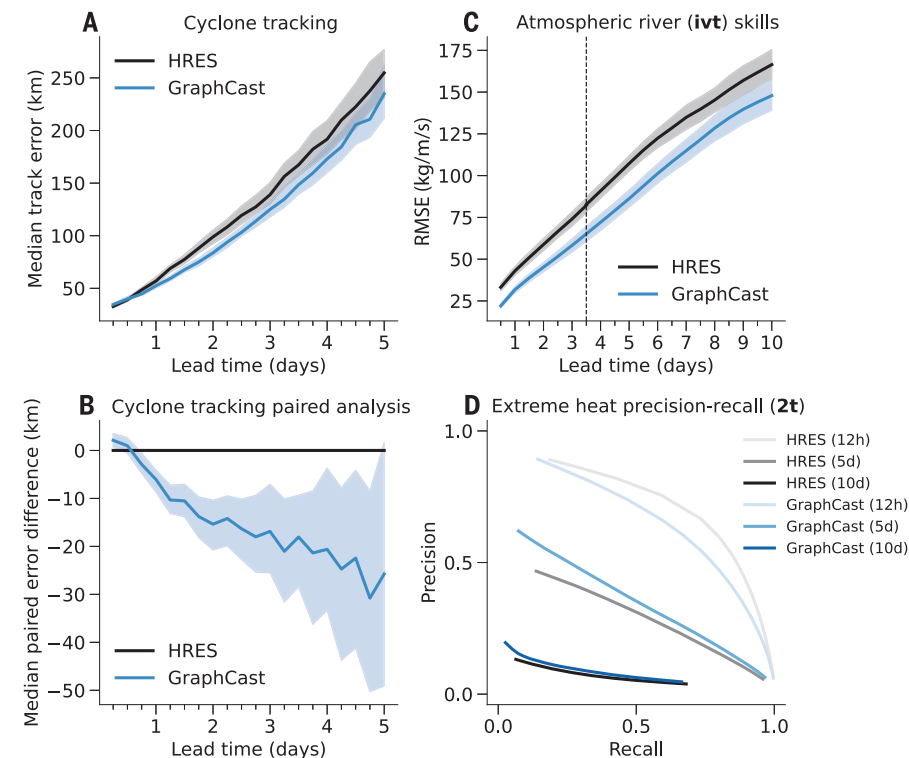 A Cyclone tracking
Median track error (km)
250
200
150
100
50
HRES
GraphCast
1 2 3 4 5
Lead time (days)
C Atmospheric river (ivt) skills
RMSE (kg/m/s)
175
150
125
100
75
50
25
HRES
GraphCast
1 2 3 4 5 6 7 8 9 10
Lead time (days)
B Cyclone tracking paired analysis
Median paired error difference (km)
0
−10
−20
−30
−40
−50
HRES
GraphCast
1 2 3 4 5
Lead time (days)
D Extreme heat precision-recall (2t)
Precision
1.0
0.5
0.0
HRES (12h)
HRES (5d)
HRES (10d)
GraphCast (12h)
GraphCast (5d)
GraphCast (10d)
0.0 0.5 1.0
Recall